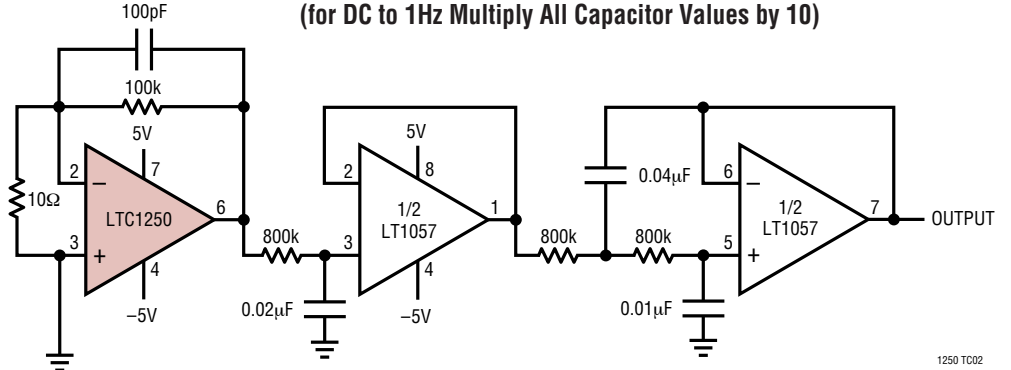 (for DC to 1Hz Multiply All Capacitor Values by 10)
100pF
100k
5V
7
2
–
10Ω
LTC1250
6
3
+
4
–5V
800k
0.02μF
5V
8
2
1
1/2
LT1057
3
4
–5V
800k
0.04μF
800k
0.01μF
6
–
1/2
LT1057
7
OUTPUT
5
+
1250 TC02